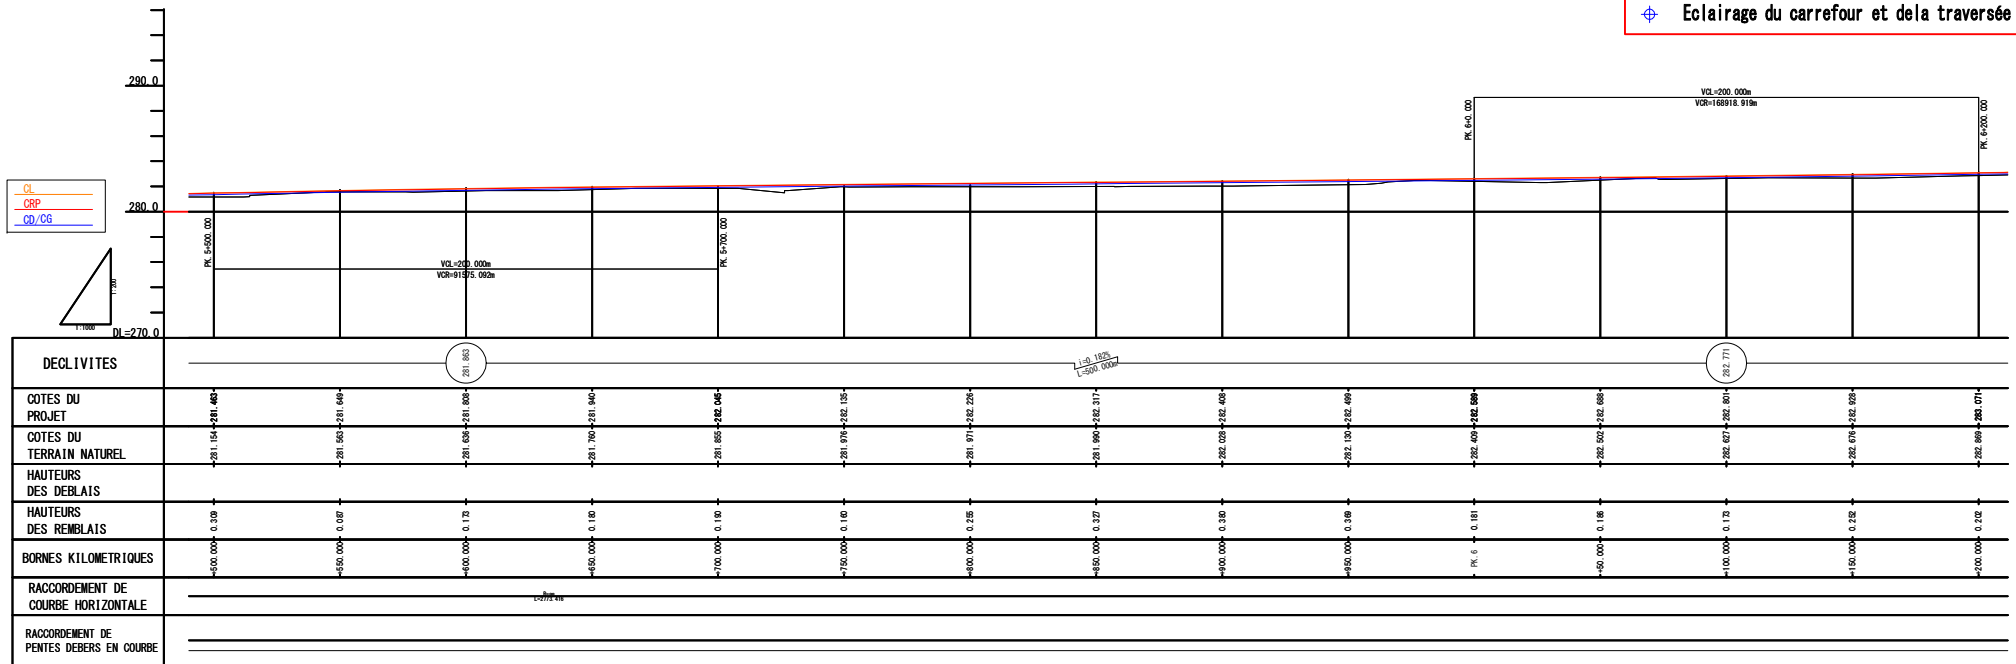 Eclairage du carrefour et dela traversée
290.0
VCL=200.000m
VCR=168918.919m
PK.6+0.000
PK.6+200.000
CL
CRP
CD/CG
280.0
PK.5+500.000
PK.5+700.000
VCL=200.000m
VCR=91575.092m
1:200
1:1000
DL=270.0
DECLIVITES
281.863
i=0.182%
L=500.000m
282.771
COTES DU
PROJET
281.463 281.649 281.808 281.940 282.045 282.135 282.226 282.317 282.408 282.499 282.589 282.688 282.801 282.928 283.071
COTES DU
TERRAIN NATUREL
281.154 281.563 281.636 281.760 281.855 281.976 281.971 281.990 282.028 282.130 282.409 282.502 282.627 282.676 282.869
HAUTEURS
DES DEBLAIS
HAUTEURS
DES REMBLAIS
0.309 0.087 0.173 0.180 0.190 0.160 0.255 0.327 0.380 0.369 0.181 0.186 0.173 0.252 0.202
BORNES KILOMETRIQUES
+500.000 +550.000 +600.000 +650.000 +700.000 +750.000 +800.000 +850.000 +900.000 +950.000 PK.6 +50.000 +100.000 +150.000 +200.000
RACCORDEMENT DE
COURBE HORIZONTALE
L=2773.416
RACCORDEMENT DE
PENTES DEBERS EN COURBE